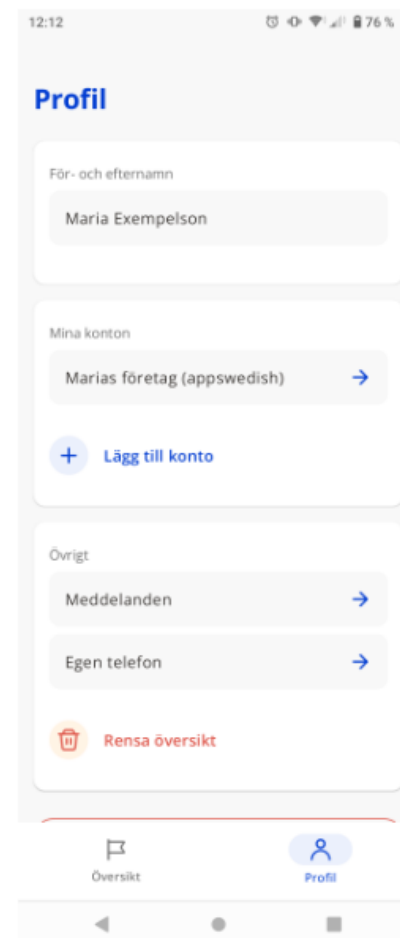 12:12
76 %
Profil
För- och efternamn
Maria Exempelson
Mina konton
Marias företag (appswedish)
Lägg till konto
Övrigt
Meddelanden
Egen telefon
Rensa översikt
Översikt
Profil